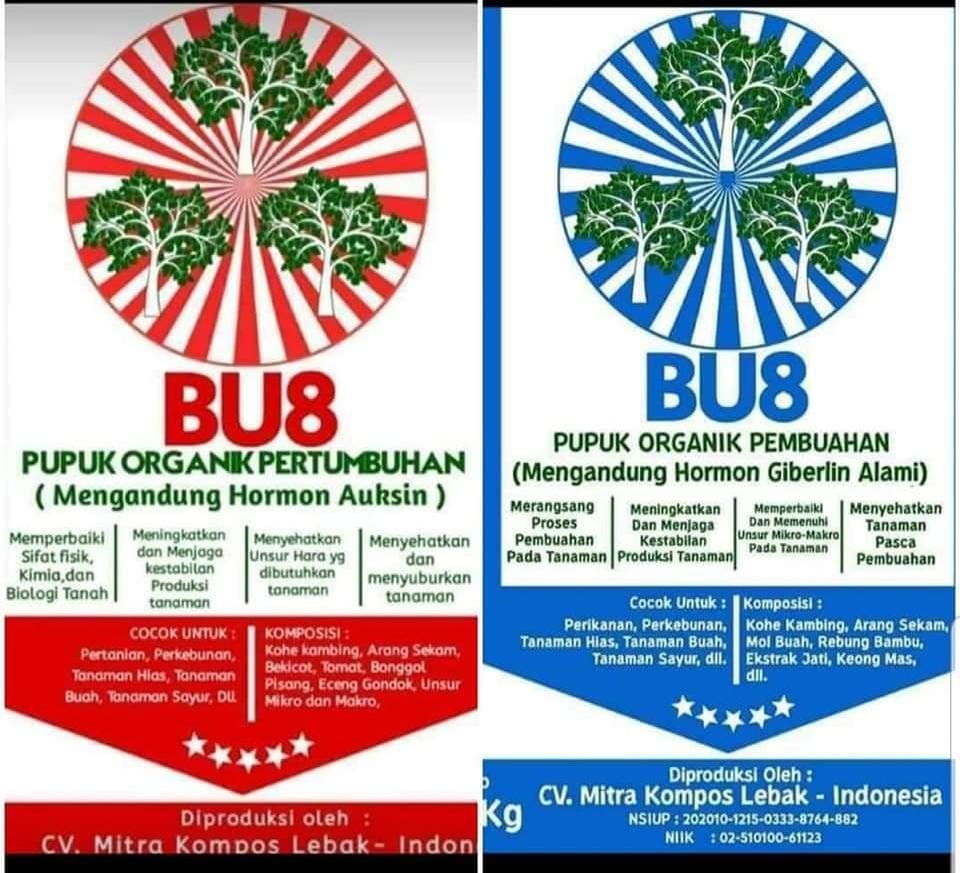 BU8
PUPUK ORGANIK PERTUMBUHAN
( Mengandung Hormon Auksin )
Memperbaiki
Sifat fisik,
Kimia,dan
Biologi Tanah
Meningkatkan
dan Menjaga
kestabilan
Produksi
tanaman
Menyehatkan
Unsur Hara yg
dibutuhkan
tanaman
Menyehatkan
dan
menyuburkan
tanaman
COCOK UNTUK :
Pertanian, Perkebunan,
Tanaman Hias, Tanaman
Buah, Tanaman Sayur, Dll.
KOMPOSISI :
Kohe kambing, Arang Sekam,
Bekicot, Tomat, Bonggol
Pisang, Eceng Gondok, Unsur
Mikro dan Makro,
Diproduksi oleh :
CV. Mitra Kompos Lebak- Indon
BU8
PUPUK ORGANIK PEMBUAHAN
(Mengandung Hormon Giberlin Alami)
Merangsang
Proses
Pembuahan
Pada Tanaman
Meningkatkan
Dan Menjaga
Kestabilan
Produksi Tanaman
Memperbaiki
Dan Memenuhi
Unsur Mikro-Makro
Pada Tanaman
Menyehatkan
Tanaman
Pasca
Pembuahan
Cocok Untuk :
Perikanan, Perkebunan,
Tanaman Hias, Tanaman Buah,
Tanaman Sayur, dll.
Komposisi :
Kohe Kambing, Arang Sekam,
Mol Buah, Rebung Bambu,
Ekstrak Jati, Keong Mas,
dll.
Kg
Diproduksi Oleh :
CV. Mitra Kompos Lebak - Indonesia
NSIUP : 202010-1215-0333-8764-882
NIIK : 02-510100-61123